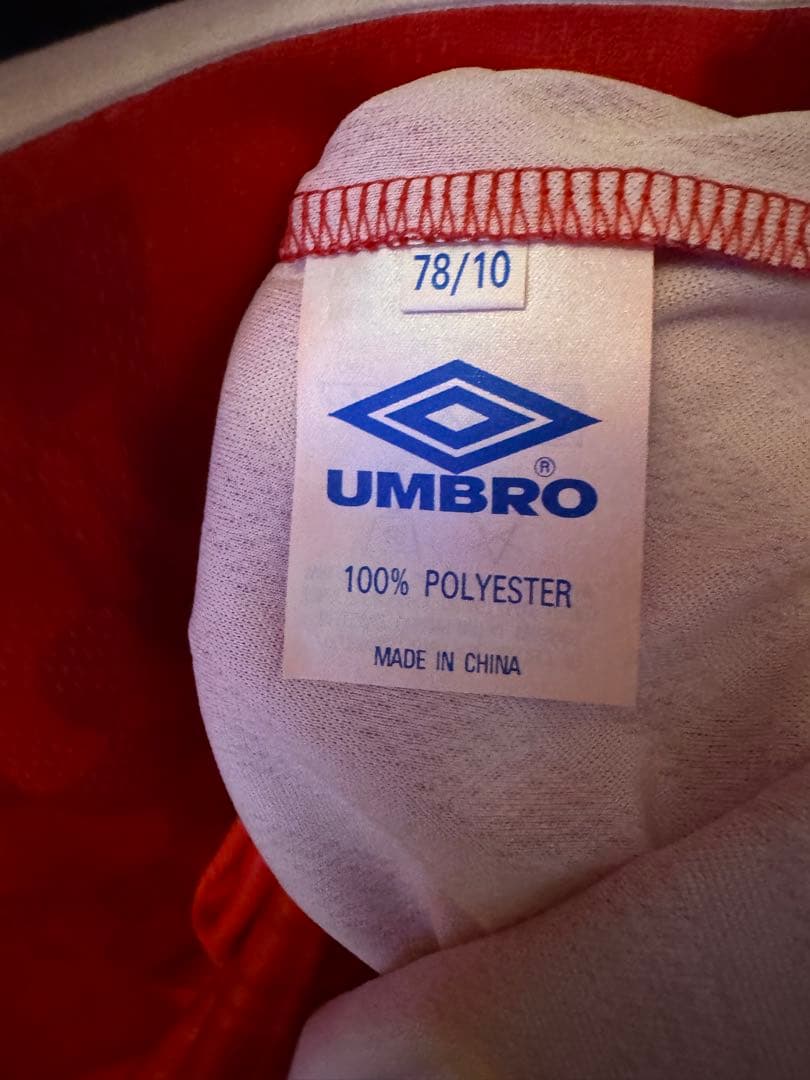 78/10
UMBRO®
100% POLYESTER
MADE IN CHINA